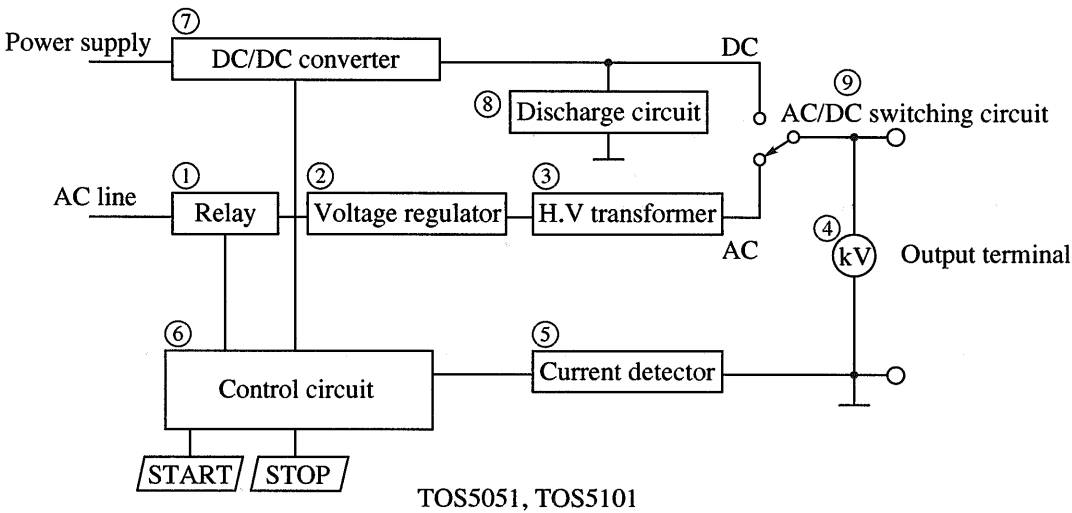 ⑦
Power supply
DC/DC converter
DC
⑧ Discharge circuit
⑨
AC/DC switching circuit
①
②
③
AC line
Relay
Voltage regulator
H.V transformer
AC
④
kV
Output terminal
⑥
Control circuit
⑤
Current detector
START
STOP
TOS5051, TOS5101